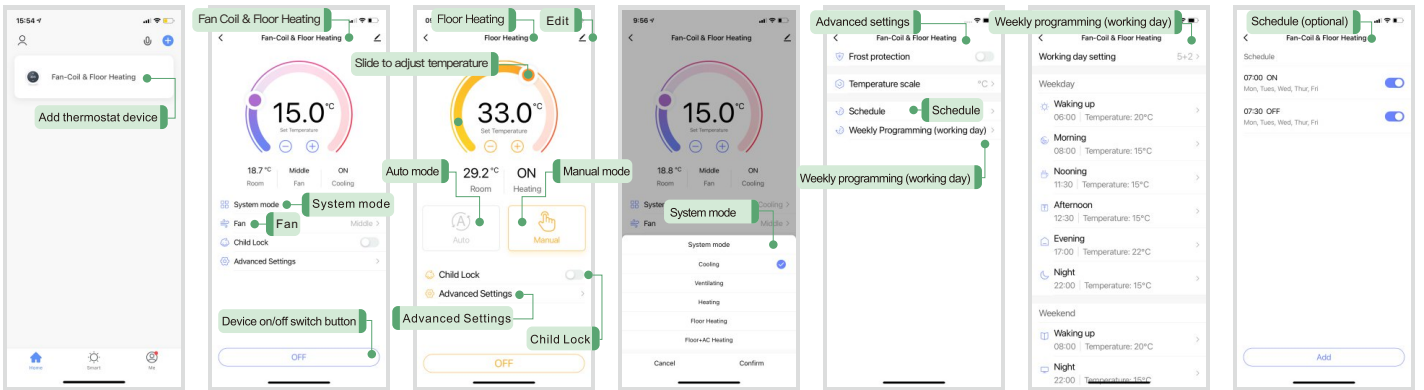 15:54
Fan-Coil & Floor Heating
Add thermostat device
Home
Smart
Me
Fan Coil & Floor Heating
Fan-Coil & Floor Heating
15.0°C
Set Temperature
18.7°C
Room
Middle
Fan
ON
Cooling
System mode
System mode
Fan
Fan
Middle >
Child Lock
Advanced Settings >
Device on/off switch button
OFF
Floor Heating
Edit
Floor Heating
Slide to adjust temperature
33.0°C
Set Temperature
Auto mode
29.2°C
Room
ON
Heating
Manual mode
Auto
Manual
Child Lock
Advanced Settings >
Advanced Settings
Child Lock
OFF
9:56
Fan-Coil & Floor Heating
15.0°C
Set Temperature
18.8°C
Room
Middle
Fan
ON
Cooling
System
Cooling >
Fan
Middle >
System mode
System mode
Cooling
Ventilating
Heating
Floor Heating
Floor+AC Heating
Cancel
Confirm
Advanced settings
Fan-Coil & Floor Heating
Frost protection
Temperature scale °C >
Schedule >
Schedule
Weekly Programming (working day) >
Weekly programming (working day)
Weekly programming (working day)
Fan-Coil & Floor Heating
Working day setting 5+2 >
Weekday
Waking up
06:00 | Temperature: 20°C
Morning
08:00 | Temperature: 15°C
Nooning
11:30 | Temperature: 15°C
Afternoon
12:30 | Temperature: 15°C
Evening
17:00 | Temperature: 22°C
Night
22:00 | Temperature: 15°C
Weekend
Waking up
08:00 | Temperature: 20°C
Night
22:00 | Temperature: 15°C
Schedule (optional)
Fan-Coil & Floor Heating
Schedule
07:00 ON
Mon, Tues, Wed, Thur, Fri
07:30 OFF
Mon, Tues, Wed, Thur, Fri
Add